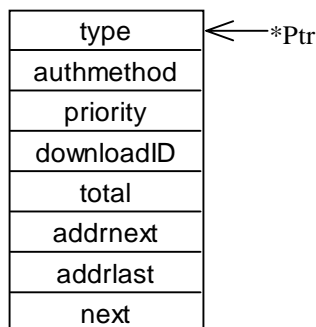 type
*Ptr
authmethod
priority
downloadID
total
addrnext
addrlast
next